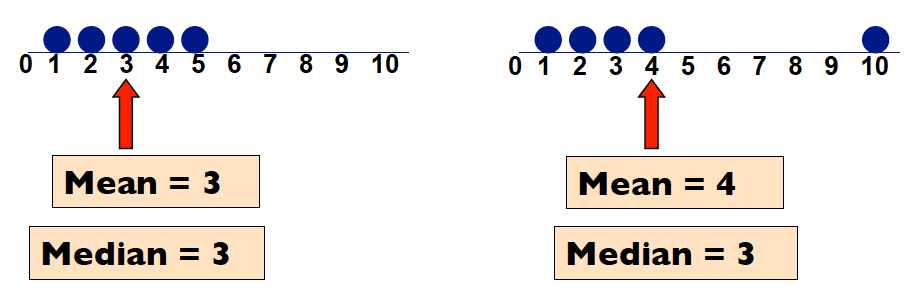 0 1 2 3 4 5 6 7 8 9 10
Mean = 3
Median = 3
0 1 2 3 4 5 6 7 8 9 10
Mean = 4
Median = 3